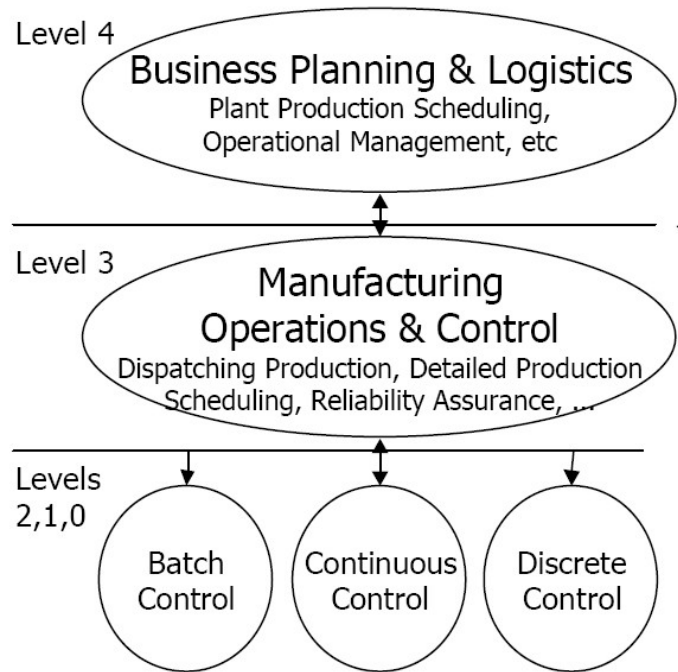 Level 4
Business Planning & Logistics
Plant Production Scheduling,
Operational Management, etc
Level 3
Manufacturing
Operations & Control
Dispatching Production, Detailed Production
Scheduling, Reliability Assurance, ...
Levels
2,1,0
Batch
Control
Continuous
Control
Discrete
Control